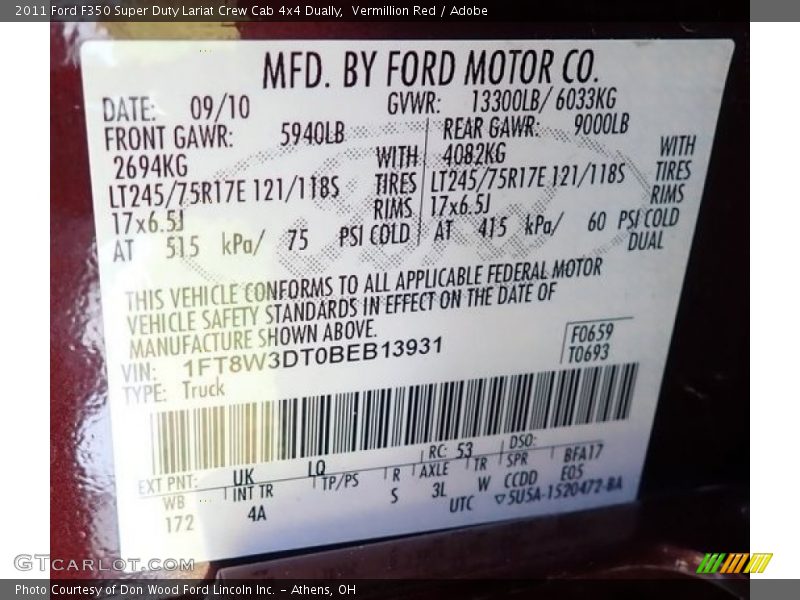 2011 Ford F350 Super Duty Lariat Crew Cab 4x4 Dually,  Vermillion Red / Adobe
MFD. BY FORD MOTOR CO.
DATE: 09/10 GVWR: 13300LB/ 6033KG
FRONT GAWR: 5940LB REAR GAWR: 9000LB
2694KG WITH 4082KG WITH
LT245/75R17E 121/118S TIRES LT245/75R17E 121/118S TIRES
17x6.5J RIMS 17x6.5J RIMS
AT 515 kPa/ 75 PSI COLD AT 415 kPa/ 60 PSI COLD
DUAL
THIS VEHICLE CONFORMS TO ALL APPLICABLE FEDERAL MOTOR
VEHICLE SAFETY STANDARDS IN EFFECT ON THE DATE OF
MANUFACTURE SHOWN ABOVE.
VIN: 1FT8W3DT0BEB13931
F0659
T0693
TYPE: Truck
EXT PNT: UK LQ RC: 53 DSO:
WB INT TR TP/PS R AXLE TR SPR BFA17
172 4A S 3L W CCDD E05
UTC ▽5U5A-1520472-BA
GTCARLOT.COM
Photo Courtesy of Don Wood Ford Lincoln Inc. - Athens, OH